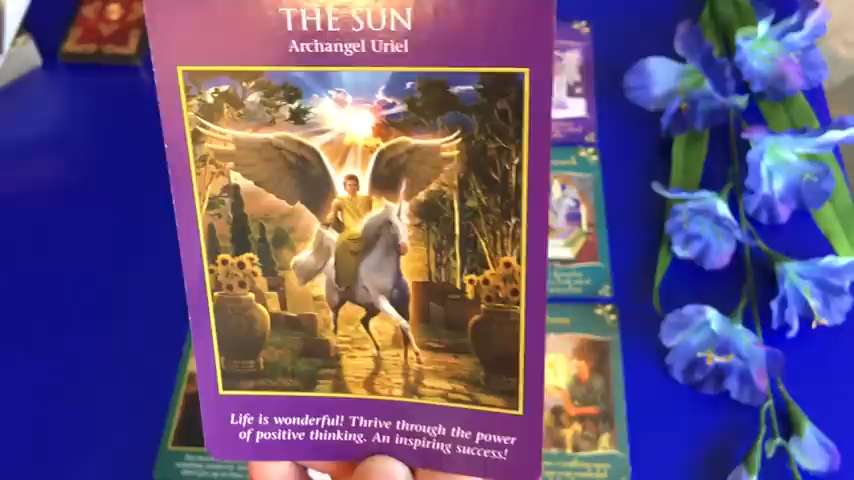 THE SUN
Archangel Uriel
Life is wonderful! Thrive through the power
of positive thinking. An inspiring success!